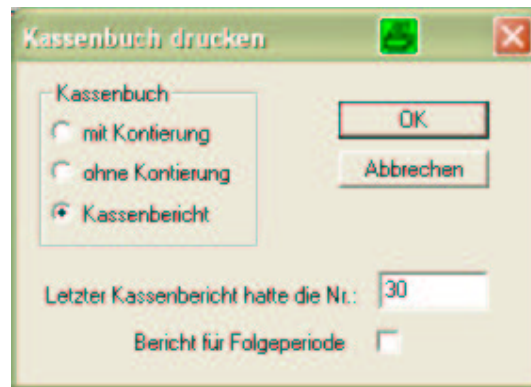 Kassenbuch drucken
Kassenbuch
mit Kontierung
ohne Kontierung
Kassenbericht
OK
Abbrechen
Letzter Kassenbericht hatte die Nr.: 30
Bericht für Folgeperiode